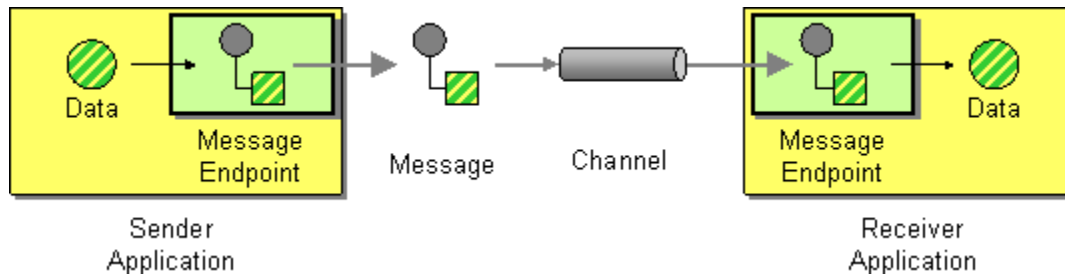 Data
Message
Endpoint
Message
Channel
Message
Endpoint
Data
Sender
Application
Receiver
Application